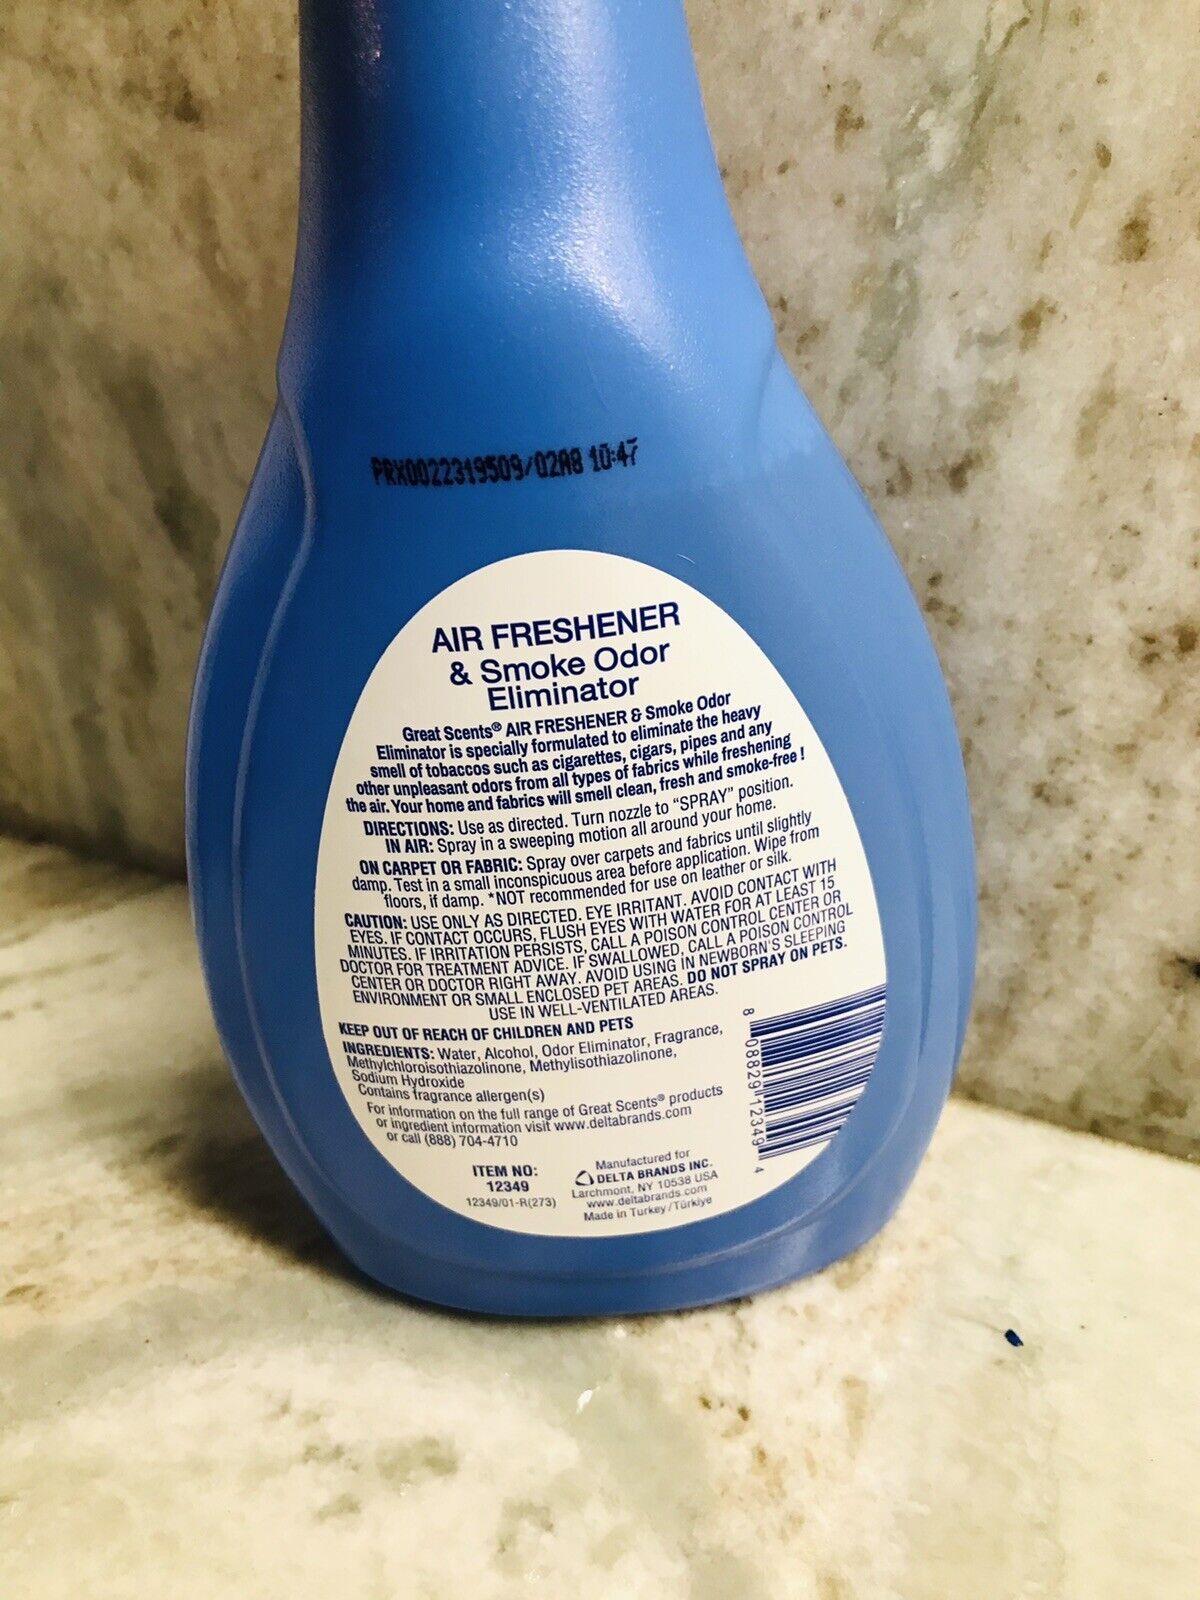 PRX0022319509/02A8 10:47
AIR FRESHENER
& Smoke Odor
Eliminator
Great Scents® AIR FRESHENER & Smoke Odor
Eliminator is specially formulated to eliminate the heavy
smell of tobaccos such as cigarettes, cigars, pipes and any
other unpleasant odors from all types of fabrics while freshening
the air. Your home and fabrics will smell clean, fresh and smoke-free !
DIRECTIONS: Use as directed. Turn nozzle to “SPRAY” position.
IN AIR: Spray in a sweeping motion all around your home.
ON CARPET OR FABRIC: Spray over carpets and fabrics until slightly
damp. Test in a small inconspicuous area before application. Wipe from
floors, if damp. *NOT recommended for use on leather or silk.
CAUTION: USE ONLY AS DIRECTED. EYE IRRITANT. AVOID CONTACT WITH
EYES. IF CONTACT OCCURS, FLUSH EYES WITH WATER FOR AT LEAST 15
MINUTES. IF IRRITATION PERSISTS, CALL A POISON CONTROL CENTER OR
DOCTOR FOR TREATMENT ADVICE. IF SWALLOWED, CALL A POISON CONTROL
CENTER OR DOCTOR RIGHT AWAY. AVOID USING IN NEWBORN'S SLEEPING
ENVIRONMENT OR SMALL ENCLOSED PET AREAS. DO NOT SPRAY ON PETS.
USE IN WELL-VENTILATED AREAS.
KEEP OUT OF REACH OF CHILDREN AND PETS
INGREDIENTS: Water, Alcohol, Odor Eliminator, Fragrance,
Methylchloroisothiazolinone, Methylisothiazolinone,
Sodium Hydroxide
Contains fragrance allergen(s)
For information on the full range of Great Scents® products
or ingredient information visit www.deltabrands.com
or call (888) 704-4710
ITEM NO:
12349
12349/01-R(273)
Manufactured for
DELTA BRANDS INC.
Larchmont, NY 10538 USA
www.deltabrands.com
Made in Turkey/Türkiye
8 08829 12349 4